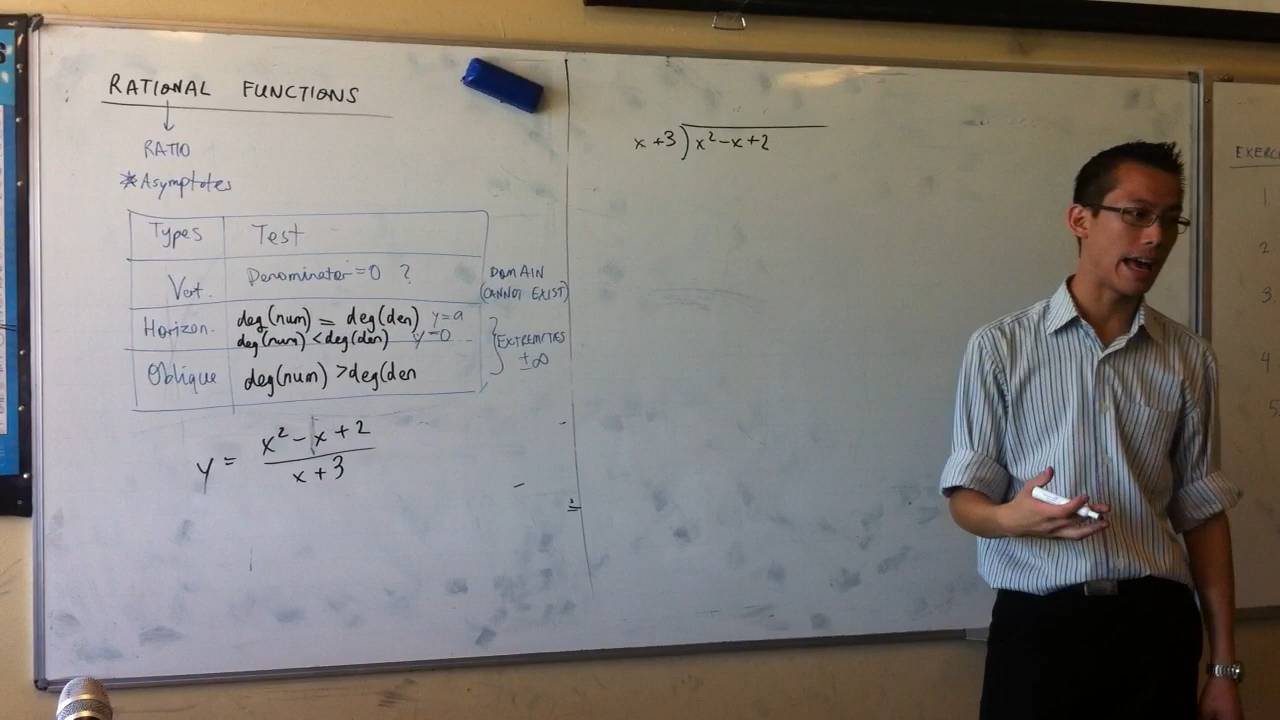 RATIONAL FUNCTIONS
RATIO
*Asymptotes
Types Test
Vert. Denominator = 0 ?
DOMAIN
(CANNOT EXIST)
Horizon. deg(num) = deg(den) y=a
deg(num) < deg(den) y=0
EXTREMITIES
±∞
Oblique deg(num) > deg(den
y = x² - x + 2
x + 3
x + 3 ) x² - x + 2
EXERC
1.
2.
3.
4.
5.